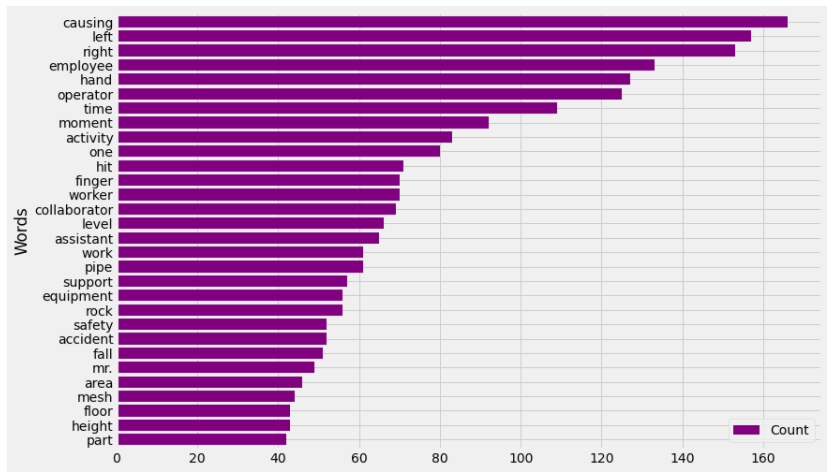 causing
left
right
employee
hand
operator
time
moment
activity
one
hit
finger
worker
collaborator
level
assistant
work
pipe
support
equipment
rock
safety
accident
fall
mr.
area
mesh
floor
height
part
Words
Count
0 20 40 60 80 100 120 140 160